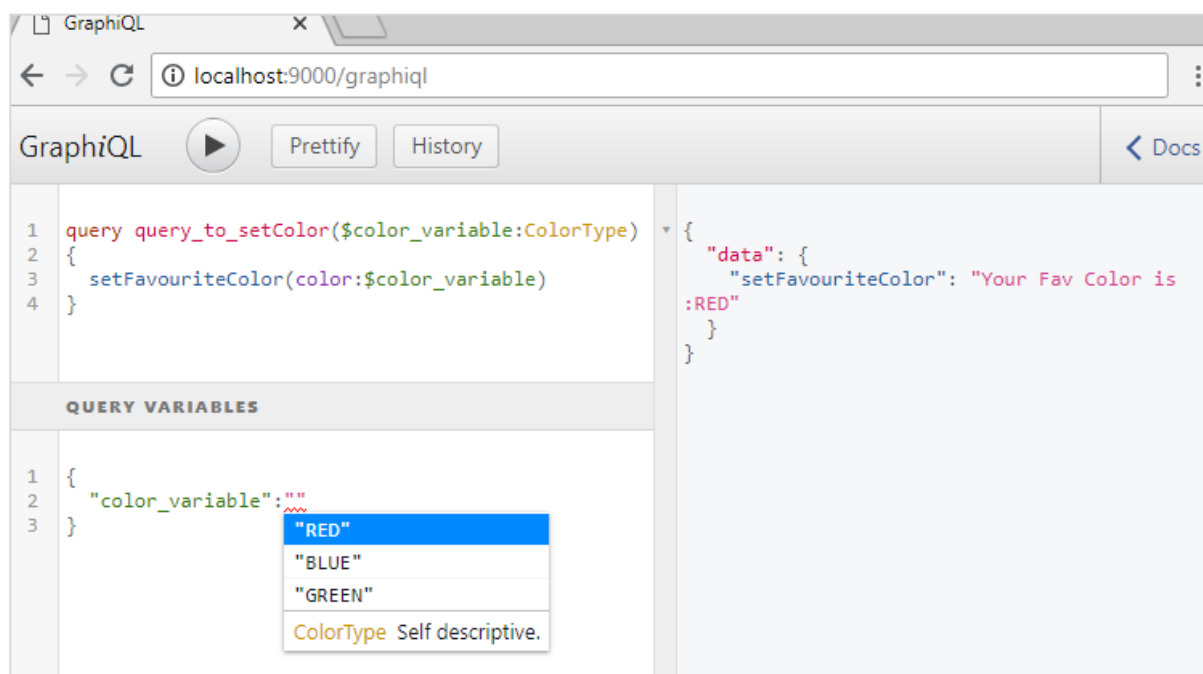 GraphiQL
localhost:9000/graphiql
GraphiQL Prettify History Docs
1 query query_to_setColor($color_variable:ColorType)
2 {
3 setFavouriteColor(color:$color_variable)
4 }
QUERY VARIABLES
1 {
2 "color_variable":""
3 }
"RED"
"BLUE"
"GREEN"
ColorType Self descriptive.
{
"data": {
"setFavouriteColor": "Your Fav Color is
:RED"
}
}